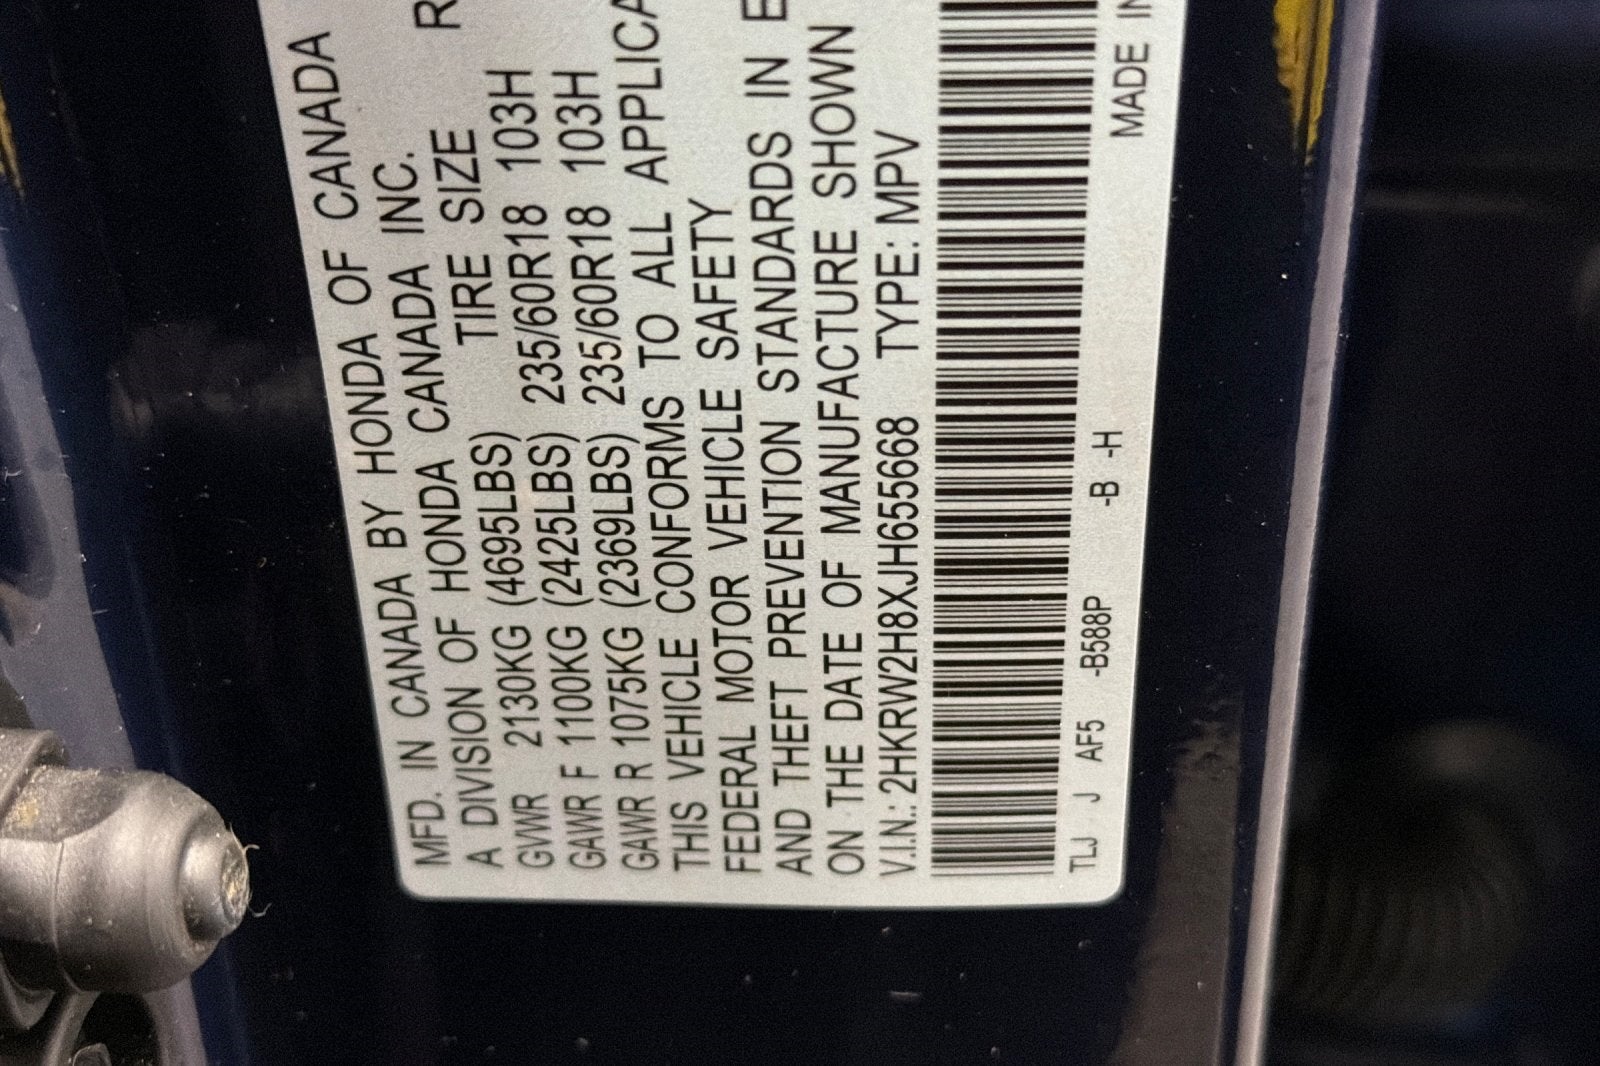 MFD. IN CANADA BY HONDA OF CANADA
A DIVISION OF HONDA CANADA INC.
TIRE SIZE R
GVWR 2130KG (4695LBS) 235/60R18 103H
GAWR F 1100KG (2425LBS) 235/60R18 103H
GAWR R 1075KG (2369LBS)
THIS VEHICLE CONFORMS TO ALL APPLICA
FEDERAL MOTOR VEHICLE SAFETY
AND THEFT PREVENTION STANDARDS IN E
ON THE DATE OF MANUFACTURE SHOWN
V.I.N.: 2HKRW2H8XJH655668 TYPE: MPV
TLJ J AF5 -B588P -B -H MADE IN